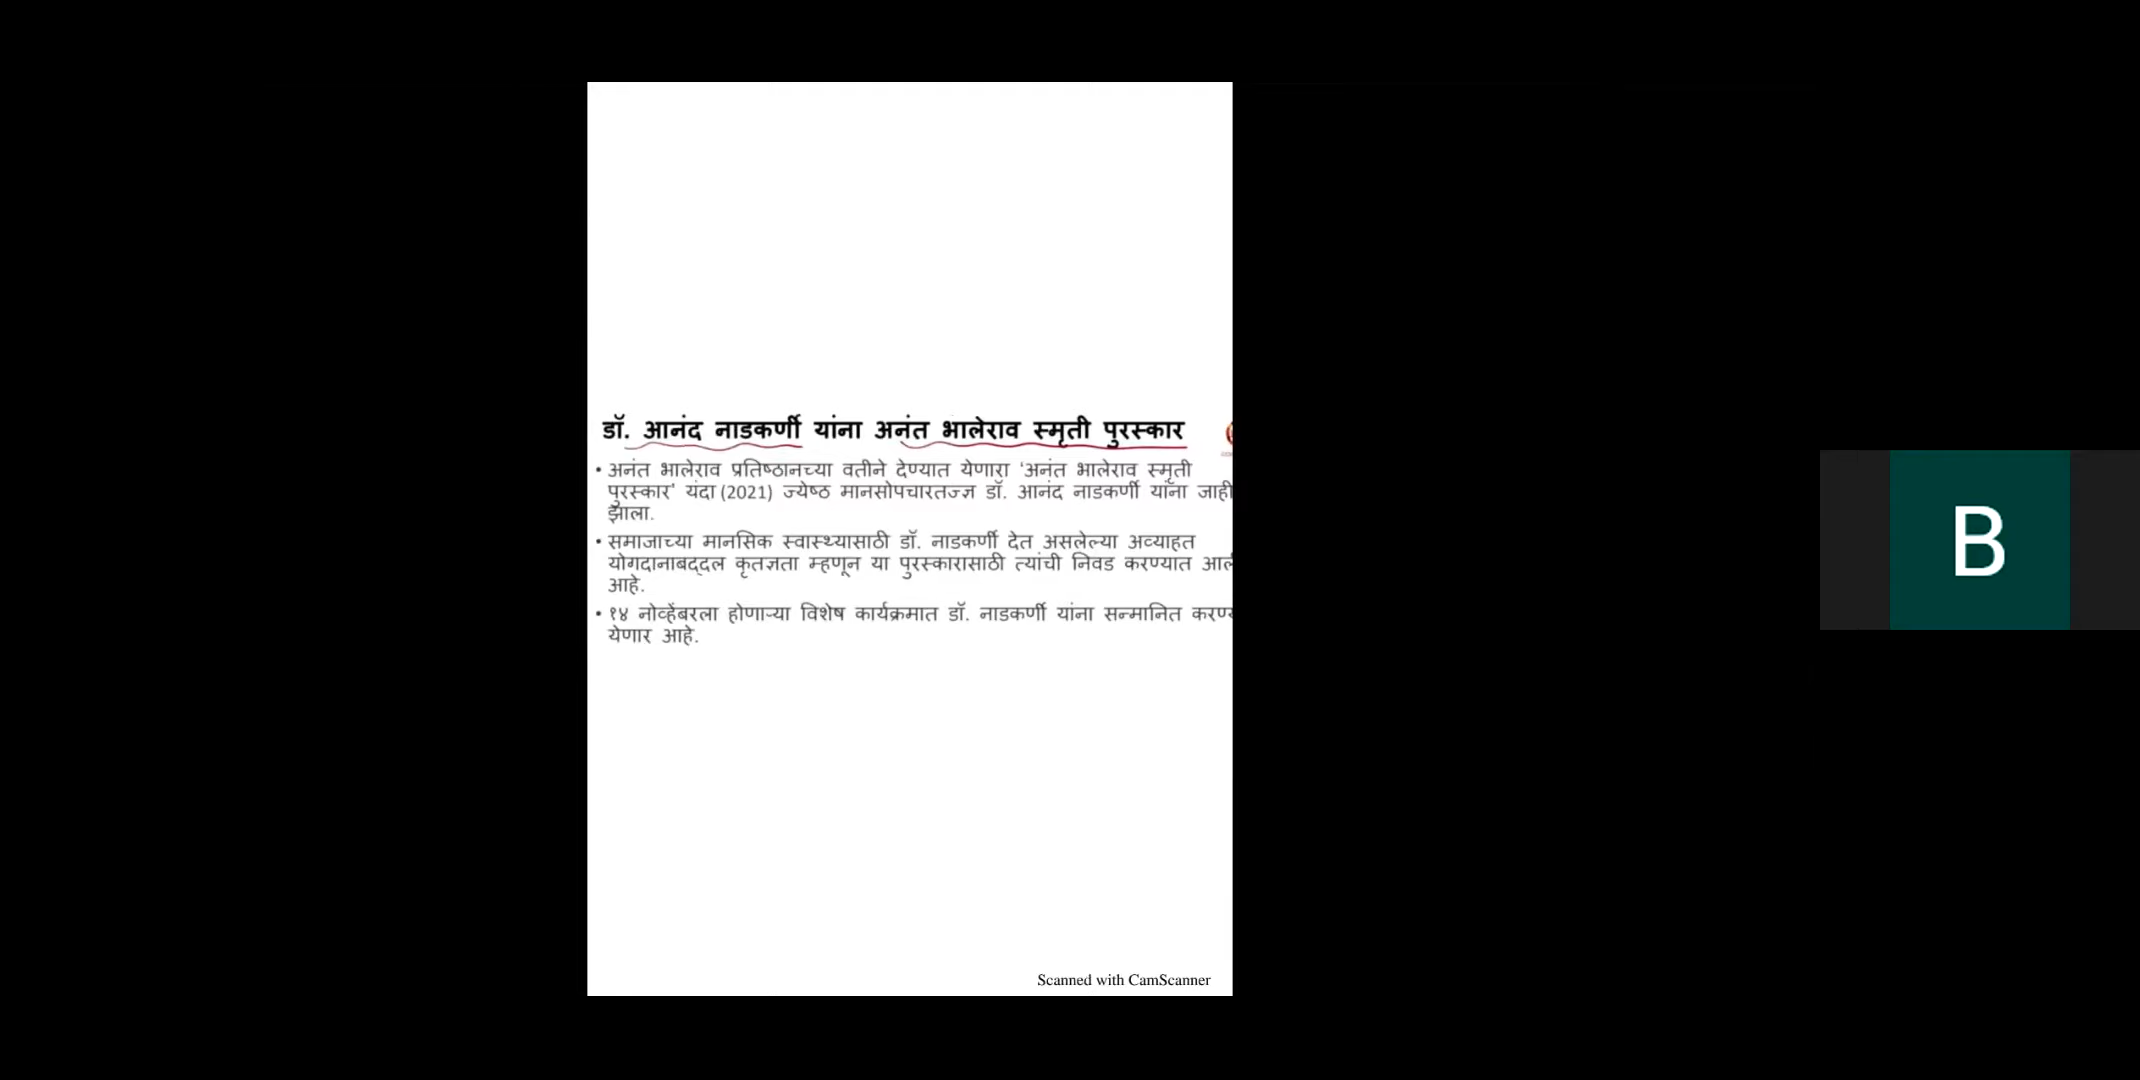 डॉ. आनंद नाडकर्णी यांना अनंत भालेराव स्मृती पुरस्कार
• अनंत भालेराव प्रतिष्ठानच्या वतीने देण्यात येणारा ‘अनंत भालेराव स्मृती
पुरस्कार’ यंदा (2021) ज्येष्ठ मानसोपचारतज्ज्ञ डॉ. आनंद नाडकर्णी यांना जाही
झाला.
• समाजाच्या मानसिक स्वास्थ्यासाठी डॉ. नाडकर्णी देत असलेल्या अव्याहत
योगदानाबद्दल कृतज्ञता म्हणून या पुरस्कारासाठी त्यांची निवड करण्यात
आहे.
• १४ नोव्हेंबरला होणाऱ्या विशेष कार्यक्रमात डॉ. नाडकर्णी यांना सन्मानित
येणार आहे.
B
Scanned with CamScanner